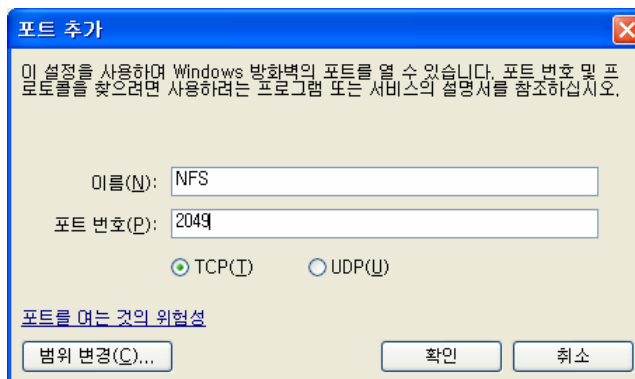 포트 추가
이 설정을 사용하여 Windows 방화벽의 포트를 열 수 있습니다. 포트 번호 및 프
로토콜을 찾으려면 사용하려는 프로그램 또는 서비스의 설명서를 참조하십시오.
이름(N): NFS
포트 번호(P): 2049
TCP(T) UDP(U)
포트를 여는 것의 위험성
범위 변경(C)... 확인 취소